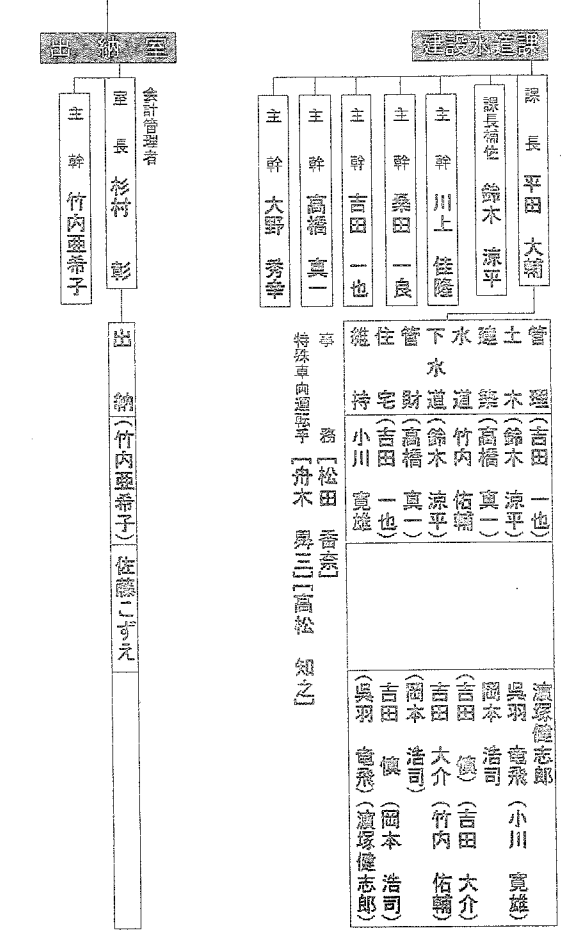 建設水道課
課長 平田 大輔
課長補佐 鈴木 涼平
主幹 川上 佳隆
主幹 桑田 一良
主幹 吉田 一也
主幹 高橋 真一
主幹 大野 秀幸
管理 (吉田 一也) 濵塚健志郎
土木 (鈴木 涼平) 呉羽 竜飛 (小川 寛雄)
建築 (高橋 真一) 岡本 浩司
水道 竹内 佑輔 (吉田 慎) (吉田 大介)
下水道 (鈴木 涼平) 吉田 大介 (竹内 佑輔)
管財 (高橋 真一) (岡本 浩司)
住宅 (吉田 一也) 吉田 慎 (岡本 浩司)
維持 小川 寛雄 (呉羽 竜飛) (濵塚健志郎)
事務 [松田 香奈]
特殊車両運転手 [舟木 興三] [高松 知之]
出納室
会計管理者
室長 杉村 彰
主幹 竹内亜希子
出納 (竹内亜希子) 佐藤こずえ